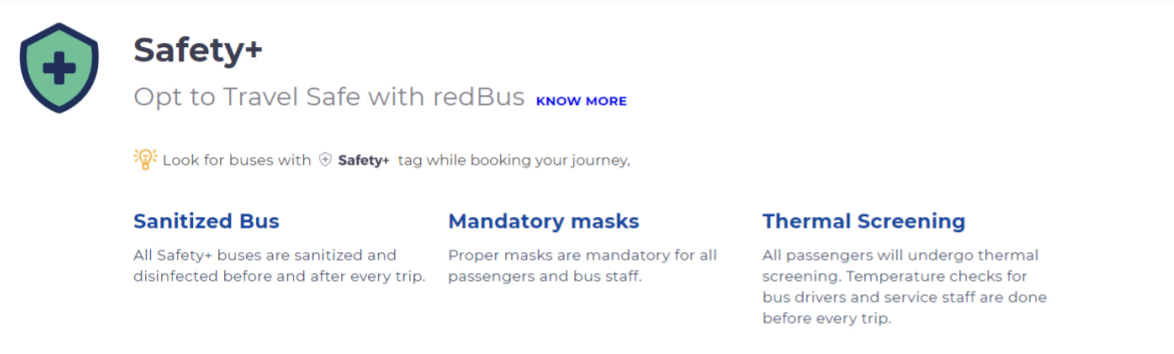 Safety+
Opt to Travel Safe with redBus KNOW MORE
Look for buses with Safety+ tag while booking your journey,
Sanitized Bus
All Safety+ buses are sanitized and
disinfected before and after every trip.
Mandatory masks
Proper masks are mandatory for all
passengers and bus staff.
Thermal Screening
All passengers will undergo thermal
screening. Temperature checks for
bus drivers and service staff are done
before every trip.